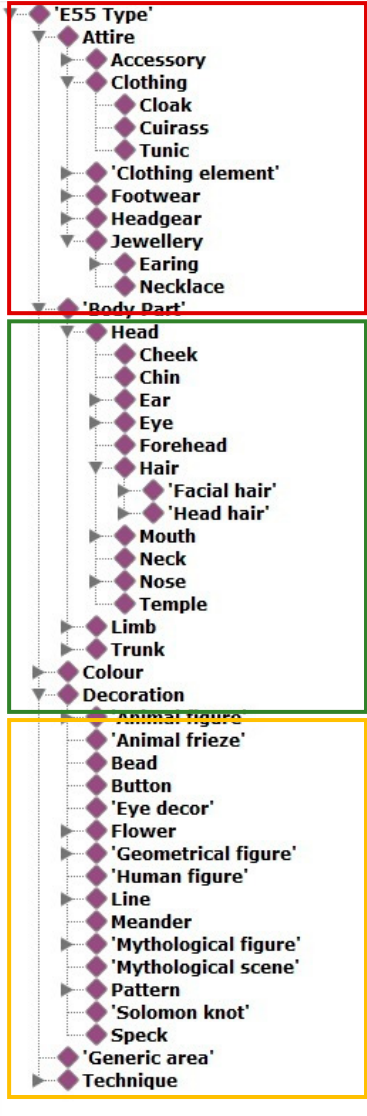 'E55 Type'
Attire
Accessory
Clothing
Cloak
Cuirass
Tunic
'Clothing element'
Footwear
Headgear
Jewellery
Earing
Necklace
'Body Part'
Head
Cheek
Chin
Ear
Eye
Forehead
Hair
'Facial hair'
'Head hair'
Mouth
Neck
Nose
Temple
Limb
Trunk
Colour
Decoration
'Animal figure'
'Animal frieze'
Bead
Button
'Eye decor'
Flower
'Geometrical figure'
'Human figure'
Line
Meander
'Mythological figure'
'Mythological scene'
Pattern
'Solomon knot'
Speck
'Generic area'
Technique